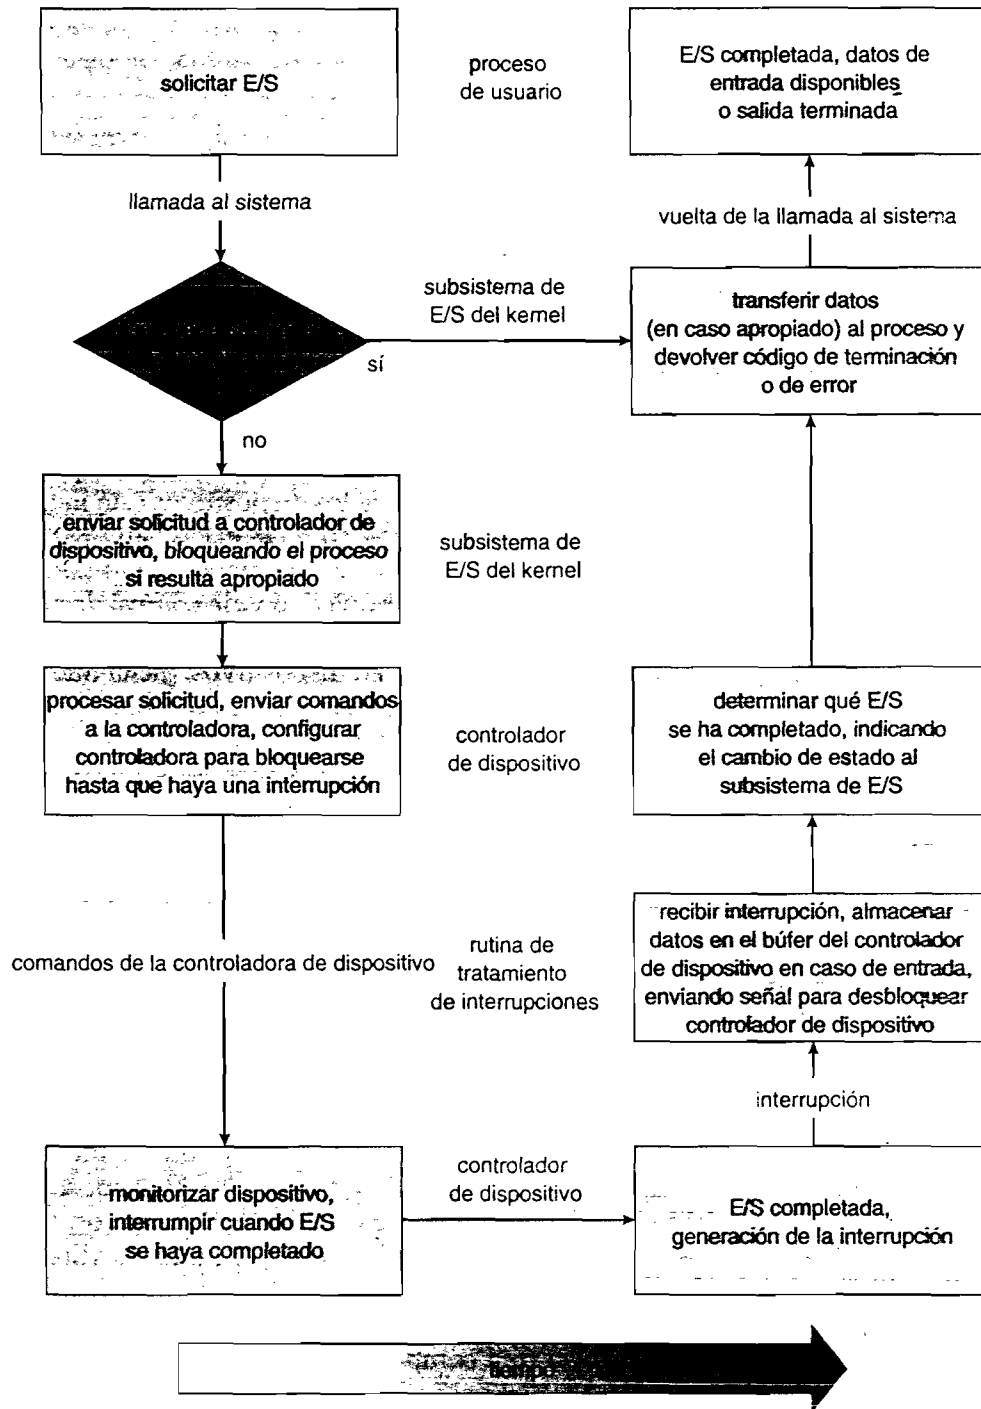 solicitar E/S
proceso
de usuario
E/S completada, datos de
entrada disponibles
o salida terminada
llamada al sistema
vuelta de la llamada al sistema
subsistema de
E/S del kernel
sí
transferir datos
(en caso apropiado) al proceso y
devolver código de terminación
o de error
no
enviar solicitud a controlador de
dispositivo, bloqueando el proceso
si resulta apropiado
subsistema de
E/S del kernel
procesar solicitud, enviar comandos
a la controladora, configurar
controladora para bloquearse
hasta que haya una interrupción
controlador
de dispositivo
determinar qué E/S
se ha completado, indicando
el cambio de estado al
subsistema de E/S
comandos de la controladora de dispositivo
rutina de
tratamiento
de interrupciones
recibir interrupción, almacenar
datos en el búfer del controlador
de dispositivo en caso de entrada,
enviando señal para desbloquear
controlador de dispositivo
interrupción
monitorizar dispositivo,
interrumpir cuando E/S
se haya completado
controlador
de dispositivo
E/S completada,
generación de la interrupción
tiempo